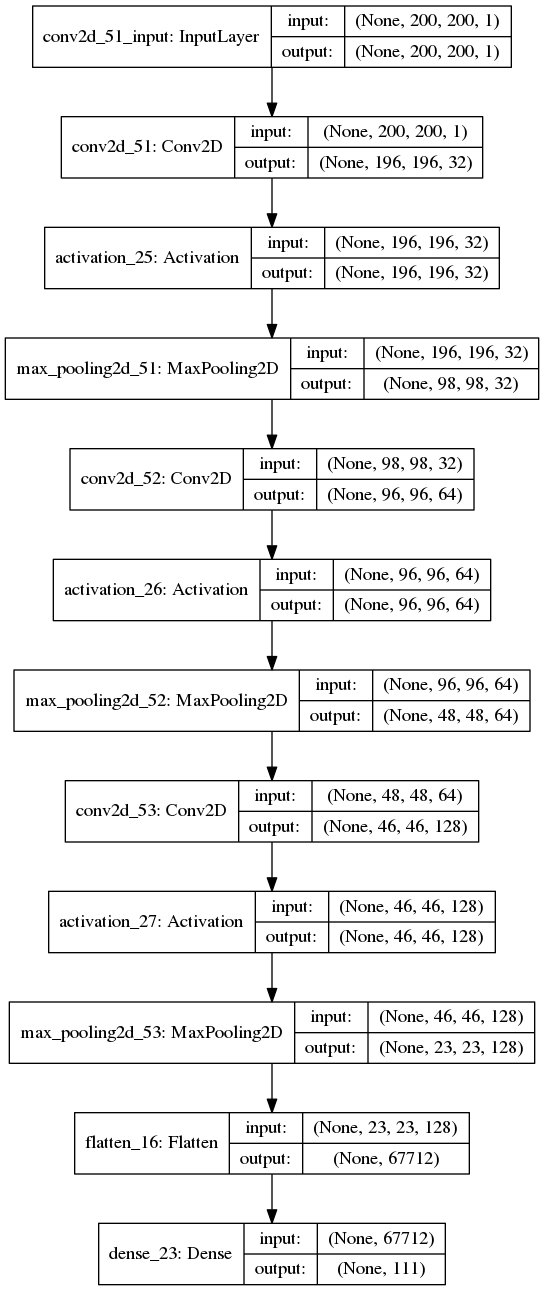 conv2d_51_input: InputLayer
input: (None, 200, 200, 1)
output: (None, 200, 200, 1)
conv2d_51: Conv2D
input: (None, 200, 200, 1)
output: (None, 196, 196, 32)
activation_25: Activation
input: (None, 196, 196, 32)
output: (None, 196, 196, 32)
max_pooling2d_51: MaxPooling2D
input: (None, 196, 196, 32)
output: (None, 98, 98, 32)
conv2d_52: Conv2D
input: (None, 98, 98, 32)
output: (None, 96, 96, 64)
activation_26: Activation
input: (None, 96, 96, 64)
output: (None, 96, 96, 64)
max_pooling2d_52: MaxPooling2D
input: (None, 96, 96, 64)
output: (None, 48, 48, 64)
conv2d_53: Conv2D
input: (None, 48, 48, 64)
output: (None, 46, 46, 128)
activation_27: Activation
input: (None, 46, 46, 128)
output: (None, 46, 46, 128)
max_pooling2d_53: MaxPooling2D
input: (None, 46, 46, 128)
output: (None, 23, 23, 128)
flatten_16: Flatten
input: (None, 23, 23, 128)
output: (None, 67712)
dense_23: Dense
input: (None, 67712)
output: (None, 111)